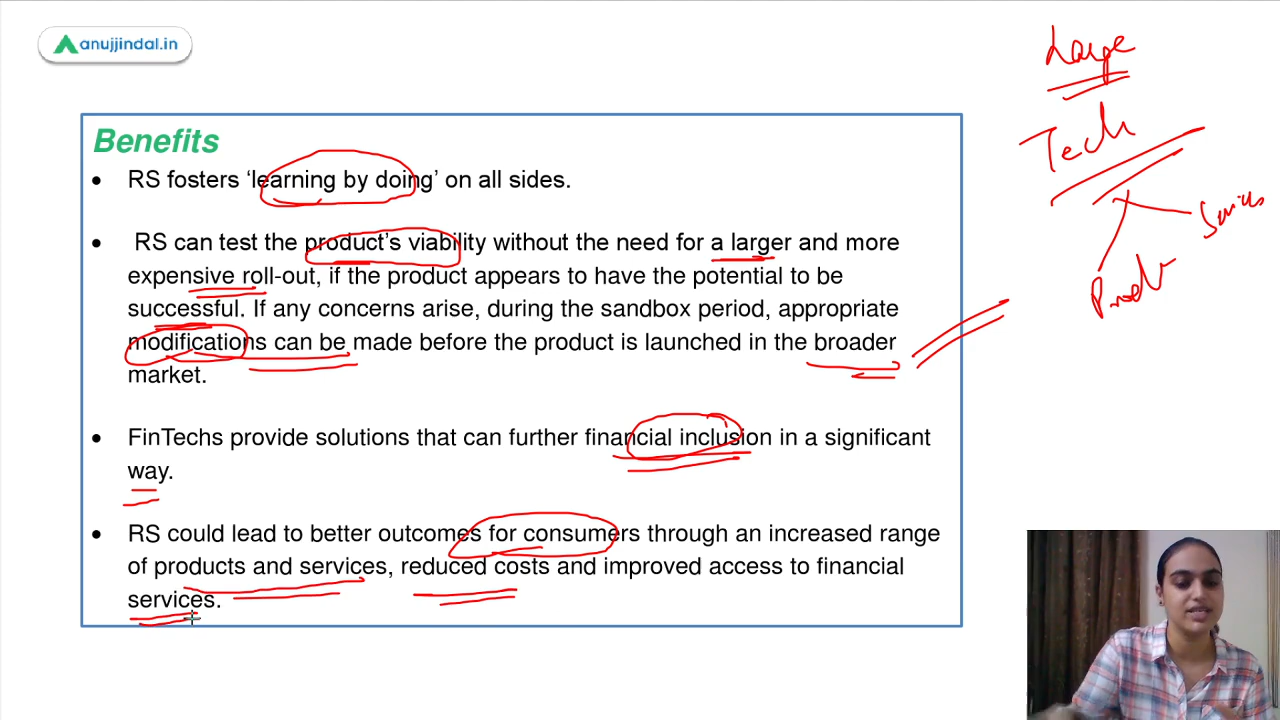 anujjindal.in
Large
Tech
Services
Prod
Benefits
• RS fosters ‘learning by doing’ on all sides.
• RS can test the product’s viability without the need for a larger and more
expensive roll-out, if the product appears to have the potential to be
successful. If any concerns arise, during the sandbox period, appropriate
modifications can be made before the product is launched in the broader
market.
• FinTechs provide solutions that can further financial inclusion in a significant
way.
• RS could lead to better outcomes for consumers through an increased range
of products and services, reduced costs and improved access to financial
services.